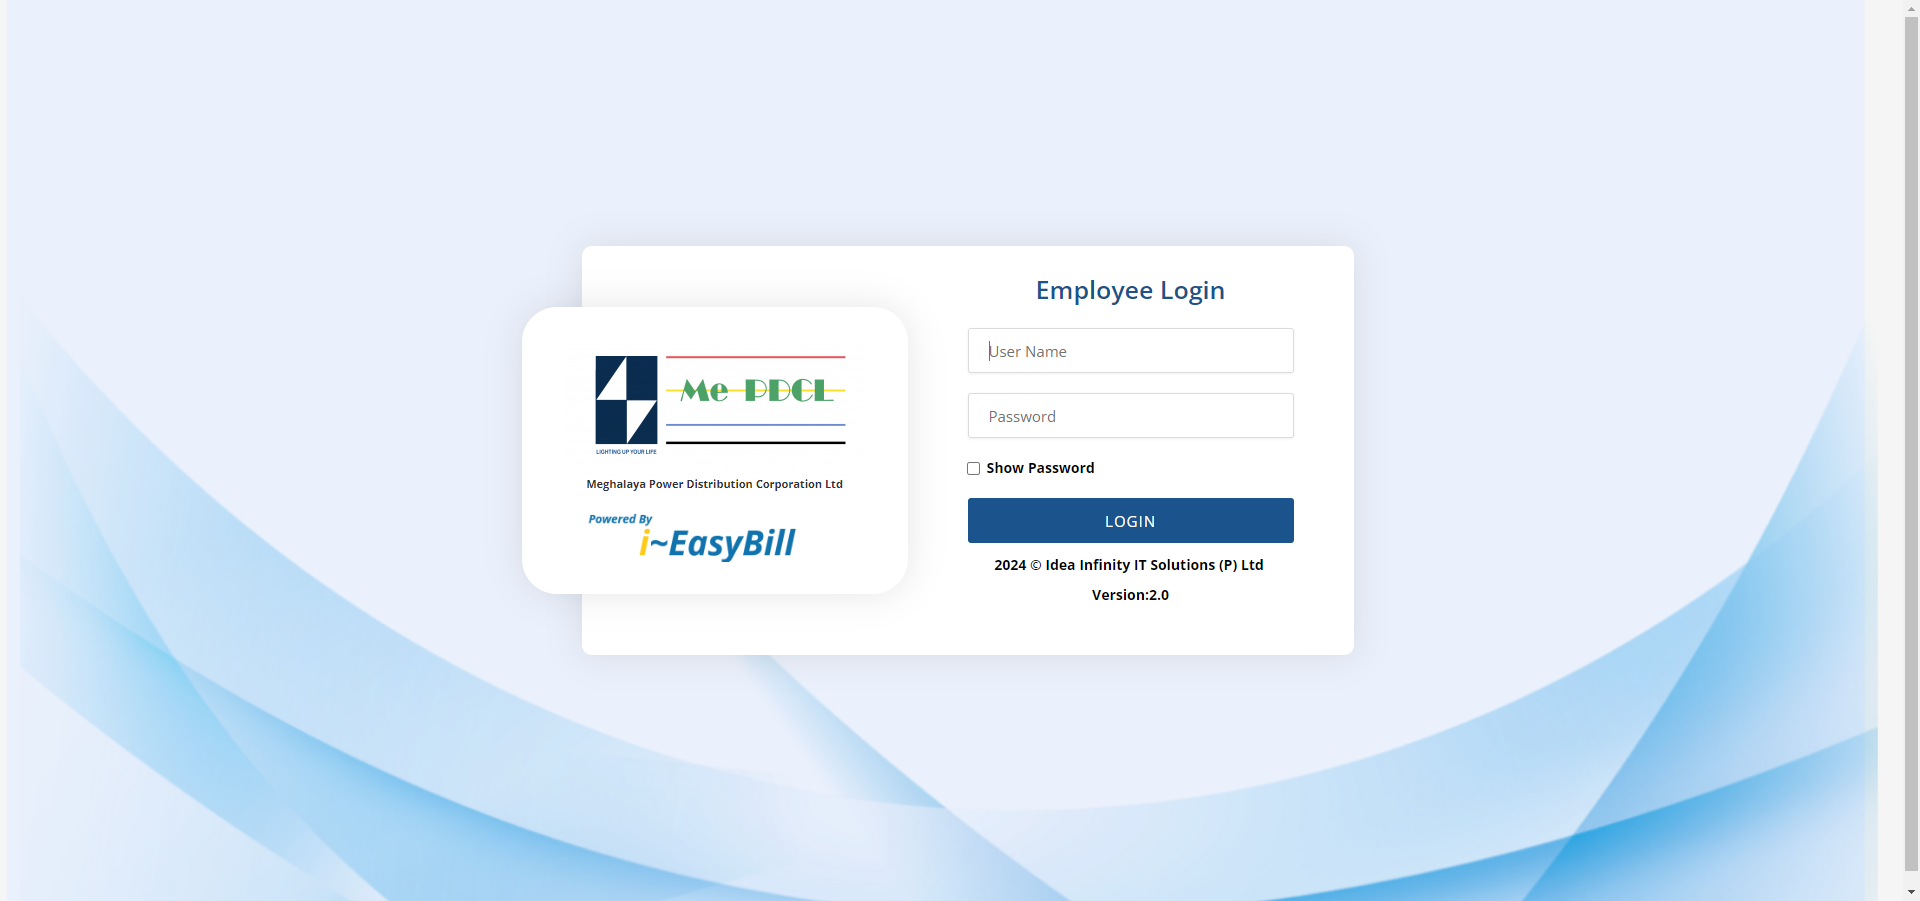 Me PDCL
LIGHTING UP YOUR LIFE
Meghalaya Power Distribution Corporation Ltd
Powered By
i~EasyBill
Employee Login
User Name
Password
Show Password
LOGIN
2024 © Idea Infinity IT Solutions (P) Ltd
Version:2.0